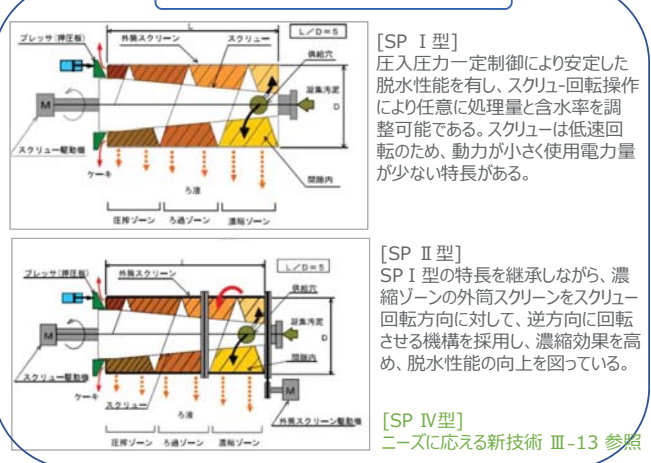 L
L/D=5
プレッサ(押圧板)
外胴スクリーン
スクリュー
供給穴
凝集汚泥
D
M
スクリュー駆動機
ケーキ
間隙内
ろ液
圧搾ゾーン
ろ過ゾーン
濃縮ゾーン
[SP Ⅰ型]
圧入圧力一定制御により安定した
脱水性能を有し、スクリュー回転操作
により任意に処理量と含水率を調
整可能である。スクリューは低速回
転のため、動力が小さく使用電力量
が少ない特長がある。
L/D=5
プレッサ(押圧板)
外胴スクリーン
供給穴
凝集汚泥
D
M
スクリュー駆動機
ケーキ
スクリュー
間隙内
M
ろ液
外筒スクリーン駆動機
圧搾ゾーン
ろ過ゾーン
濃縮ゾーン
[SP Ⅱ型]
SPⅠ型の特長を継承しながら、濃
縮ゾーンの外筒スクリーンをスクリュー
回転方向に対して、逆方向に回転
させる機構を採用し、濃縮効果を高
め、脱水性能の向上を図っている。
[SP Ⅳ型]
ニーズに応える新技術 Ⅲ-13 参照